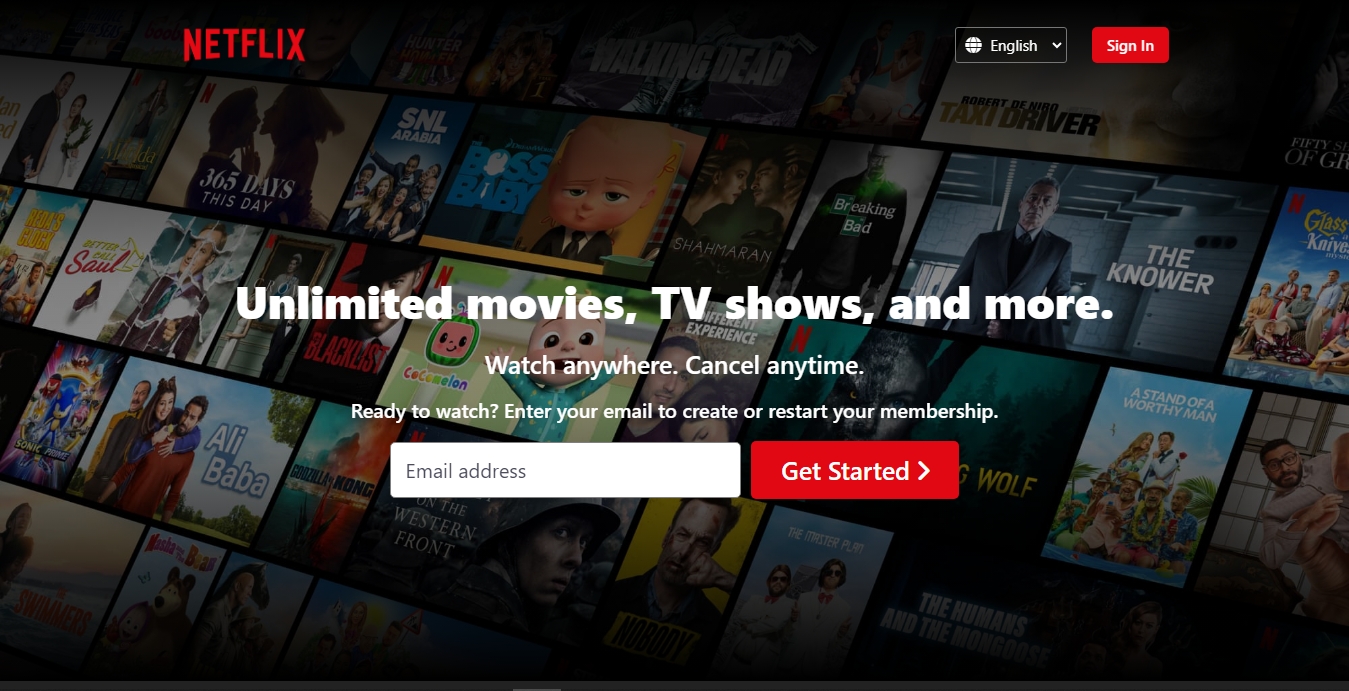 NETFLIX
English
Sign In
HUNTER
WALKING DEAD
ROBERT DE NIRO
TAXI DRIVER
FIFTY
OF GR
SNL
ARABIA
365 DAYS
THIS DAY
DREAMWORKS
THE
BOSS
BABY
SHAHMARAN
Breaking
Bad
THE
KNOWER
Glass
Knives
BETTER
CALL
Saul
THE
BLACKLIST
CoComelon
DIFFERENT
EXPERIENCE
Unlimited movies, TV shows, and more.
Watch anywhere. Cancel anytime.
Ready to watch? Enter your email to create or restart your membership.
Email address
Get Started
A STAND OF A
WORTHY MAN
SONIC PRIME
Ali
Baba
GODZILLA KONG
WOLF
ON THE
WESTERN
FRONT
THE MASTER PLAN
Masha and the Bear
THE
SWIMMERS
NOBODY
THE HUMANS
AND THE MONGOOSE